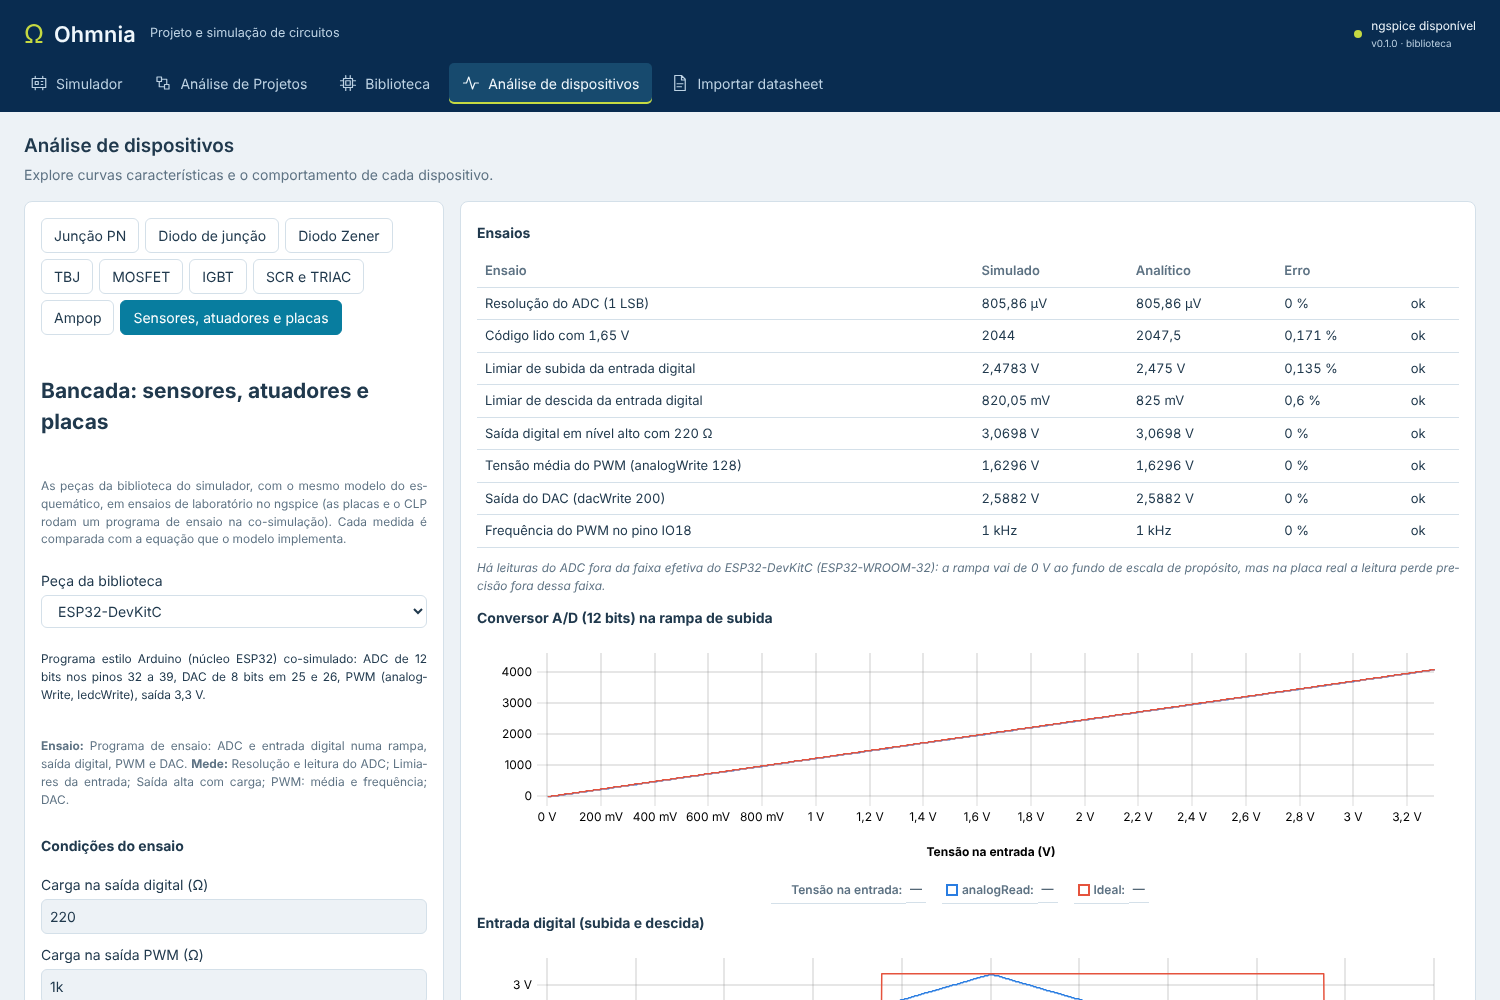 Ω Ohmnia
Projeto e simulação de circuitos
ngspice disponível
v0.1.0 · biblioteca
Simulador
Análise de Projetos
Biblioteca
Análise de dispositivos
Importar datasheet
Análise de dispositivos
Explore curvas características e o comportamento de cada dispositivo.
Junção PN
Diodo de junção
Diodo Zener
TBJ
MOSFET
IGBT
SCR e TRIAC
Ampop
Sensores, atuadores e placas
Bancada: sensores, atuadores e
placas
As peças da biblioteca do simulador, com o mesmo modelo do es-
quemático, em ensaios de laboratório no ngspice (as placas e o CLP
rodam um programa de ensaio na co-simulação). Cada medida é
comparada com a equação que o modelo implementa.
Peça da biblioteca
ESP32-DevKitC
Programa estilo Arduino (núcleo ESP32) co-simulado: ADC de 12
bits nos pinos 32 a 39, DAC de 8 bits em 25 e 26, PWM (analog-
Write, ledcWrite), saída 3,3 V.
Ensaio: Programa de ensaio: ADC e entrada digital numa rampa,
saída digital, PWM e DAC. Mede: Resolução e leitura do ADC; Limia-
res da entrada; Saída alta com carga; PWM: média e frequência;
DAC.
Condições do ensaio
Carga na saída digital (Ω)
220
Carga na saída PWM (Ω)
1k
Ensaios
Ensaio Simulado Analítico Erro
Resolução do ADC (1 LSB) 805,86 µV 805,86 µV 0 % ok
Código lido com 1,65 V 2044 2047,5 0,171 % ok
Limiar de subida da entrada digital 2,4783 V 2,475 V 0,135 % ok
Limiar de descida da entrada digital 820,05 mV 825 mV 0,6 % ok
Saída digital em nível alto com 220 Ω 3,0698 V 3,0698 V 0 % ok
Tensão média do PWM (analogWrite 128) 1,6296 V 1,6296 V 0 % ok
Saída do DAC (dacWrite 200) 2,5882 V 2,5882 V 0 % ok
Frequência do PWM no pino IO18 1 kHz 1 kHz 0 % ok
Há leituras do ADC fora da faixa efetiva do ESP32-DevKitC (ESP32-WROOM-32): a rampa vai de 0 V ao fundo de escala de propósito, mas na placa real a leitura perde pre-
cisão fora dessa faixa.
Conversor A/D (12 bits) na rampa de subida
4000
3000
2000
1000
0
0 V 200 mV 400 mV 600 mV 800 mV 1 V 1,2 V 1,4 V 1,6 V 1,8 V 2 V 2,2 V 2,4 V 2,6 V 2,8 V 3 V 3,2 V
Tensão na entrada (V)
Tensão na entrada: — analogRead: — Ideal: —
Entrada digital (subida e descida)
3 V